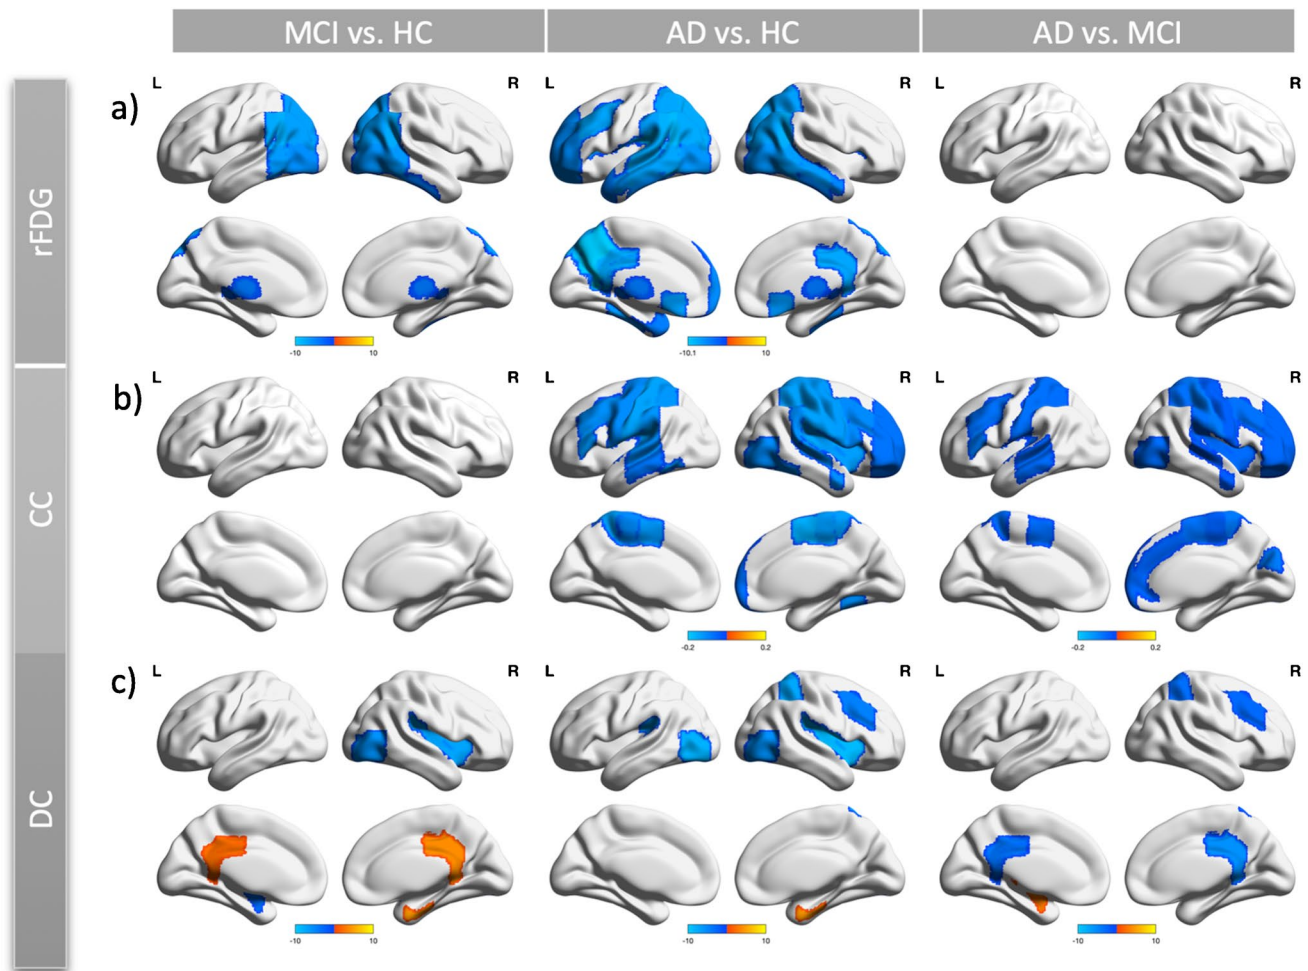 MCI vs. HC AD vs. HC AD vs. MCI
rFDG
a)
L R L R L R
-10 10 -10.1 10
CC
b)
L R L R L R
-0.2 0.2 -0.2 0.2
DC
c)
L R L R L R
-10 10 -10 10 -10 10